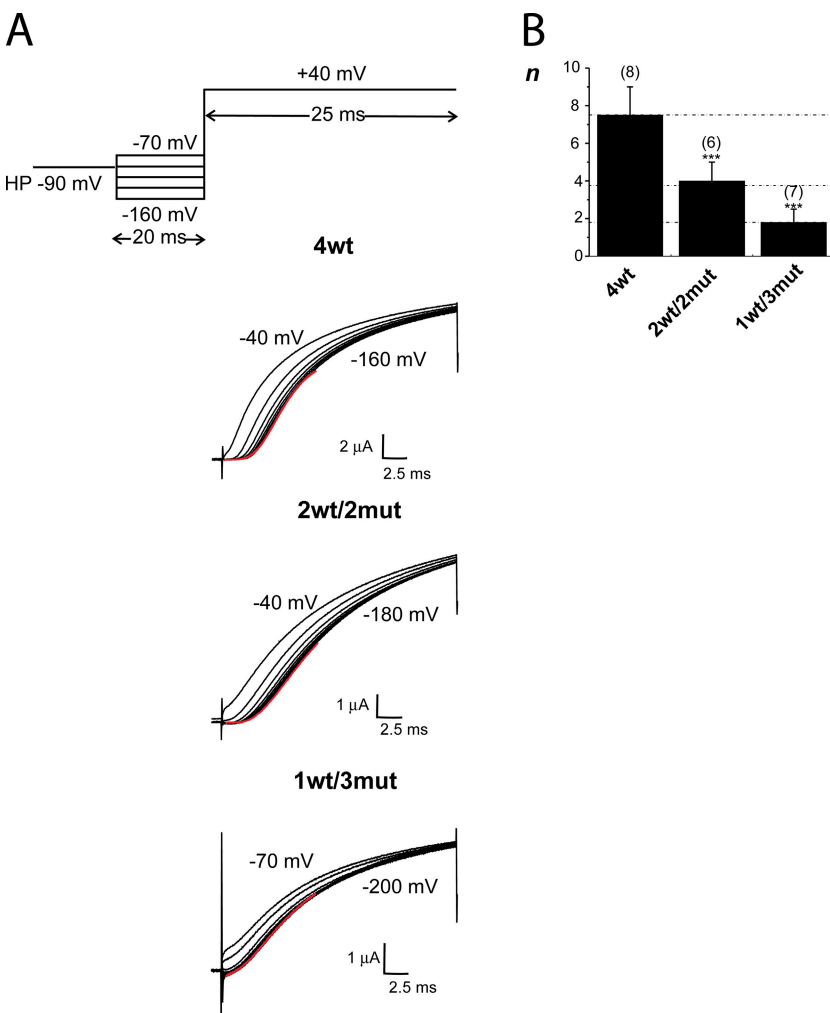 A
+40 mV
25 ms
-70 mV
HP -90 mV
-160 mV
20 ms
4wt
-40 mV
-160 mV
2 μA
2.5 ms
2wt/2mut
-40 mV
-180 mV
1 μA
2.5 ms
1wt/3mut
-70 mV
-200 mV
1 μA
2.5 ms
B
n
10
8
6
4
2
0
(8)
(6)
***
(7)
***
4wt
2wt/2mut
1wt/3mut